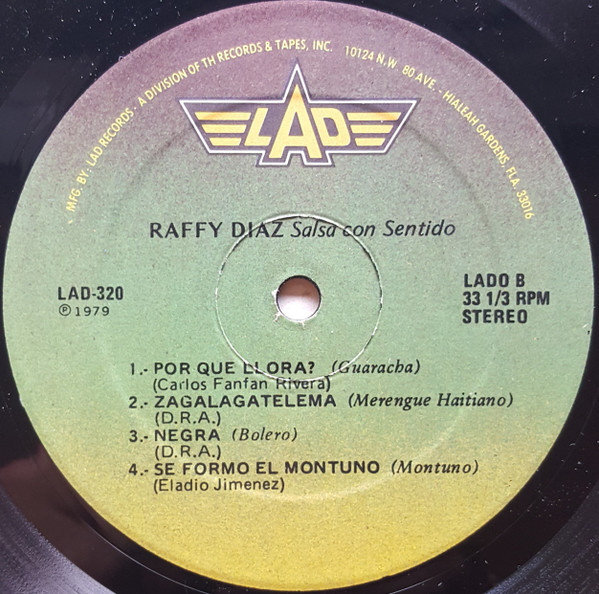 MFG. BY: LAD RECORDS - A DIVISION OF TH RECORDS & TAPES, INC. 10124 N.W 80 AVE. - HIALEAH GARDENS, FLA. 33016
LAD
RAFFY DIAZ Salsa con Sentido
LAD-320
℗ 1979
LADO B
33 1/3 RPM
STEREO
1.- POR QUE LLORA? (Guaracha)
(Carlos Fanfan Rivera)
2.- ZAGALAGATELEMA (Merengue Haitiano)
(D.R.A.)
3.- NEGRA (Bolero)
(D.R.A.)
4.- SE FORMO EL MONTUNO (Montuno)
(Eladio Jimenez)